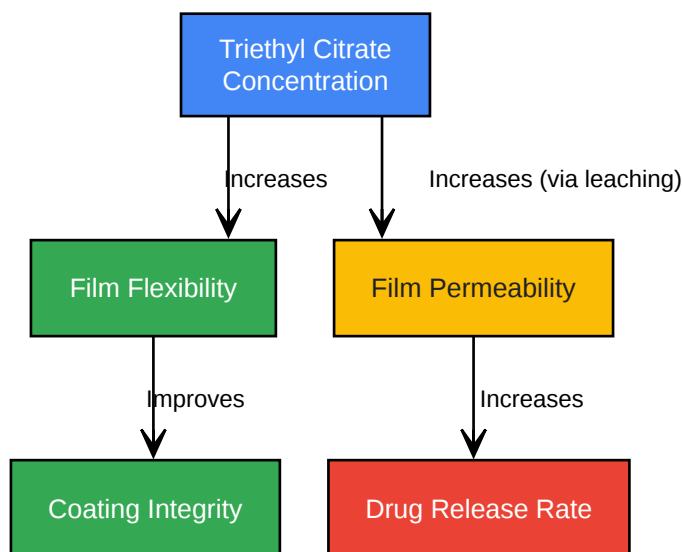 Triethyl Citrate
Concentration
Increases
Increases (via leaching)
Film Flexibility
Film Permeability
Improves
Increases
Coating Integrity
Drug Release Rate